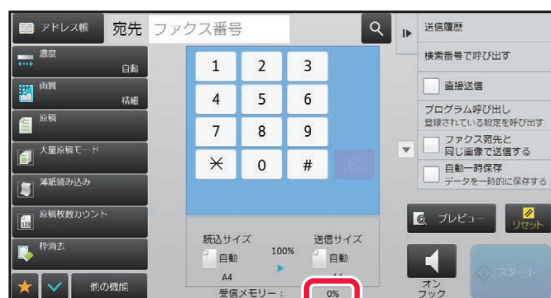 アドレス帳
宛先 ファクス番号
濃度
自動
画質
精細
原稿
大量原稿モード
薄紙読み込み
原稿枚数カウント
枠消去
他の機能
1 2 3
4 5 6
7 8 9
0 # C
読込サイズ
自動
A4
100%
送信サイズ
自動
受信メモリー： 0%
送信履歴
検索番号で呼び出す
直接送信
プログラム呼び出し
登録されている設定を呼び出す
ファクス宛先と
同じ画像で送信する
自動一時保存
データを一時的に保存する
プレビュー
リセット
オン
フック
スタート